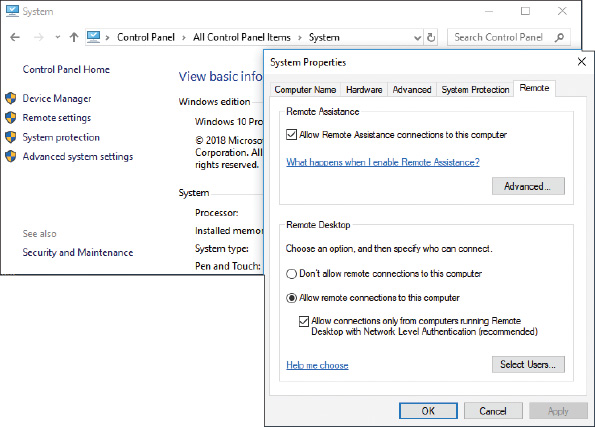 System
Control Panel > All Control Panel Items > System
Search Control Panel
Control Panel Home
Device Manager
Remote settings
System protection
Advanced system settings
See also
Security and Maintenance
View basic info
Windows edition
Windows 10 Pro
© 2018 Microsof
Corporation. All
rights reserved.
System
Processor:
Installed memor
System type:
Pen and Touch:
System Properties
Computer Name
Hardware
Advanced
System Protection
Remote
Remote Assistance
Allow Remote Assistance connections to this computer
What happens when I enable Remote Assistance?
Advanced...
Remote Desktop
Choose an option, and then specify who can connect.
Don't allow remote connections to this computer
Allow remote connections to this computer
Allow connections only from computers running Remote
Desktop with Network Level Authentication (recommended)
Help me choose
Select Users...
OK
Cancel
Apply